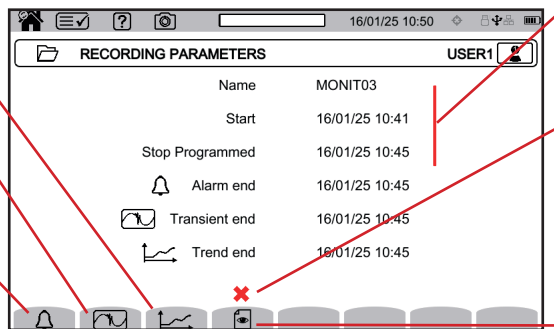 ? 16/01/25 10:50
RECORDING PARAMETERS USER1
Name MONIT03
Start 16/01/25 10:41
Stop Programmed 16/01/25 10:45
Alarm end 16/01/25 10:45
Transient end 16/01/25 10:45
Trend end 16/01/25 10:45